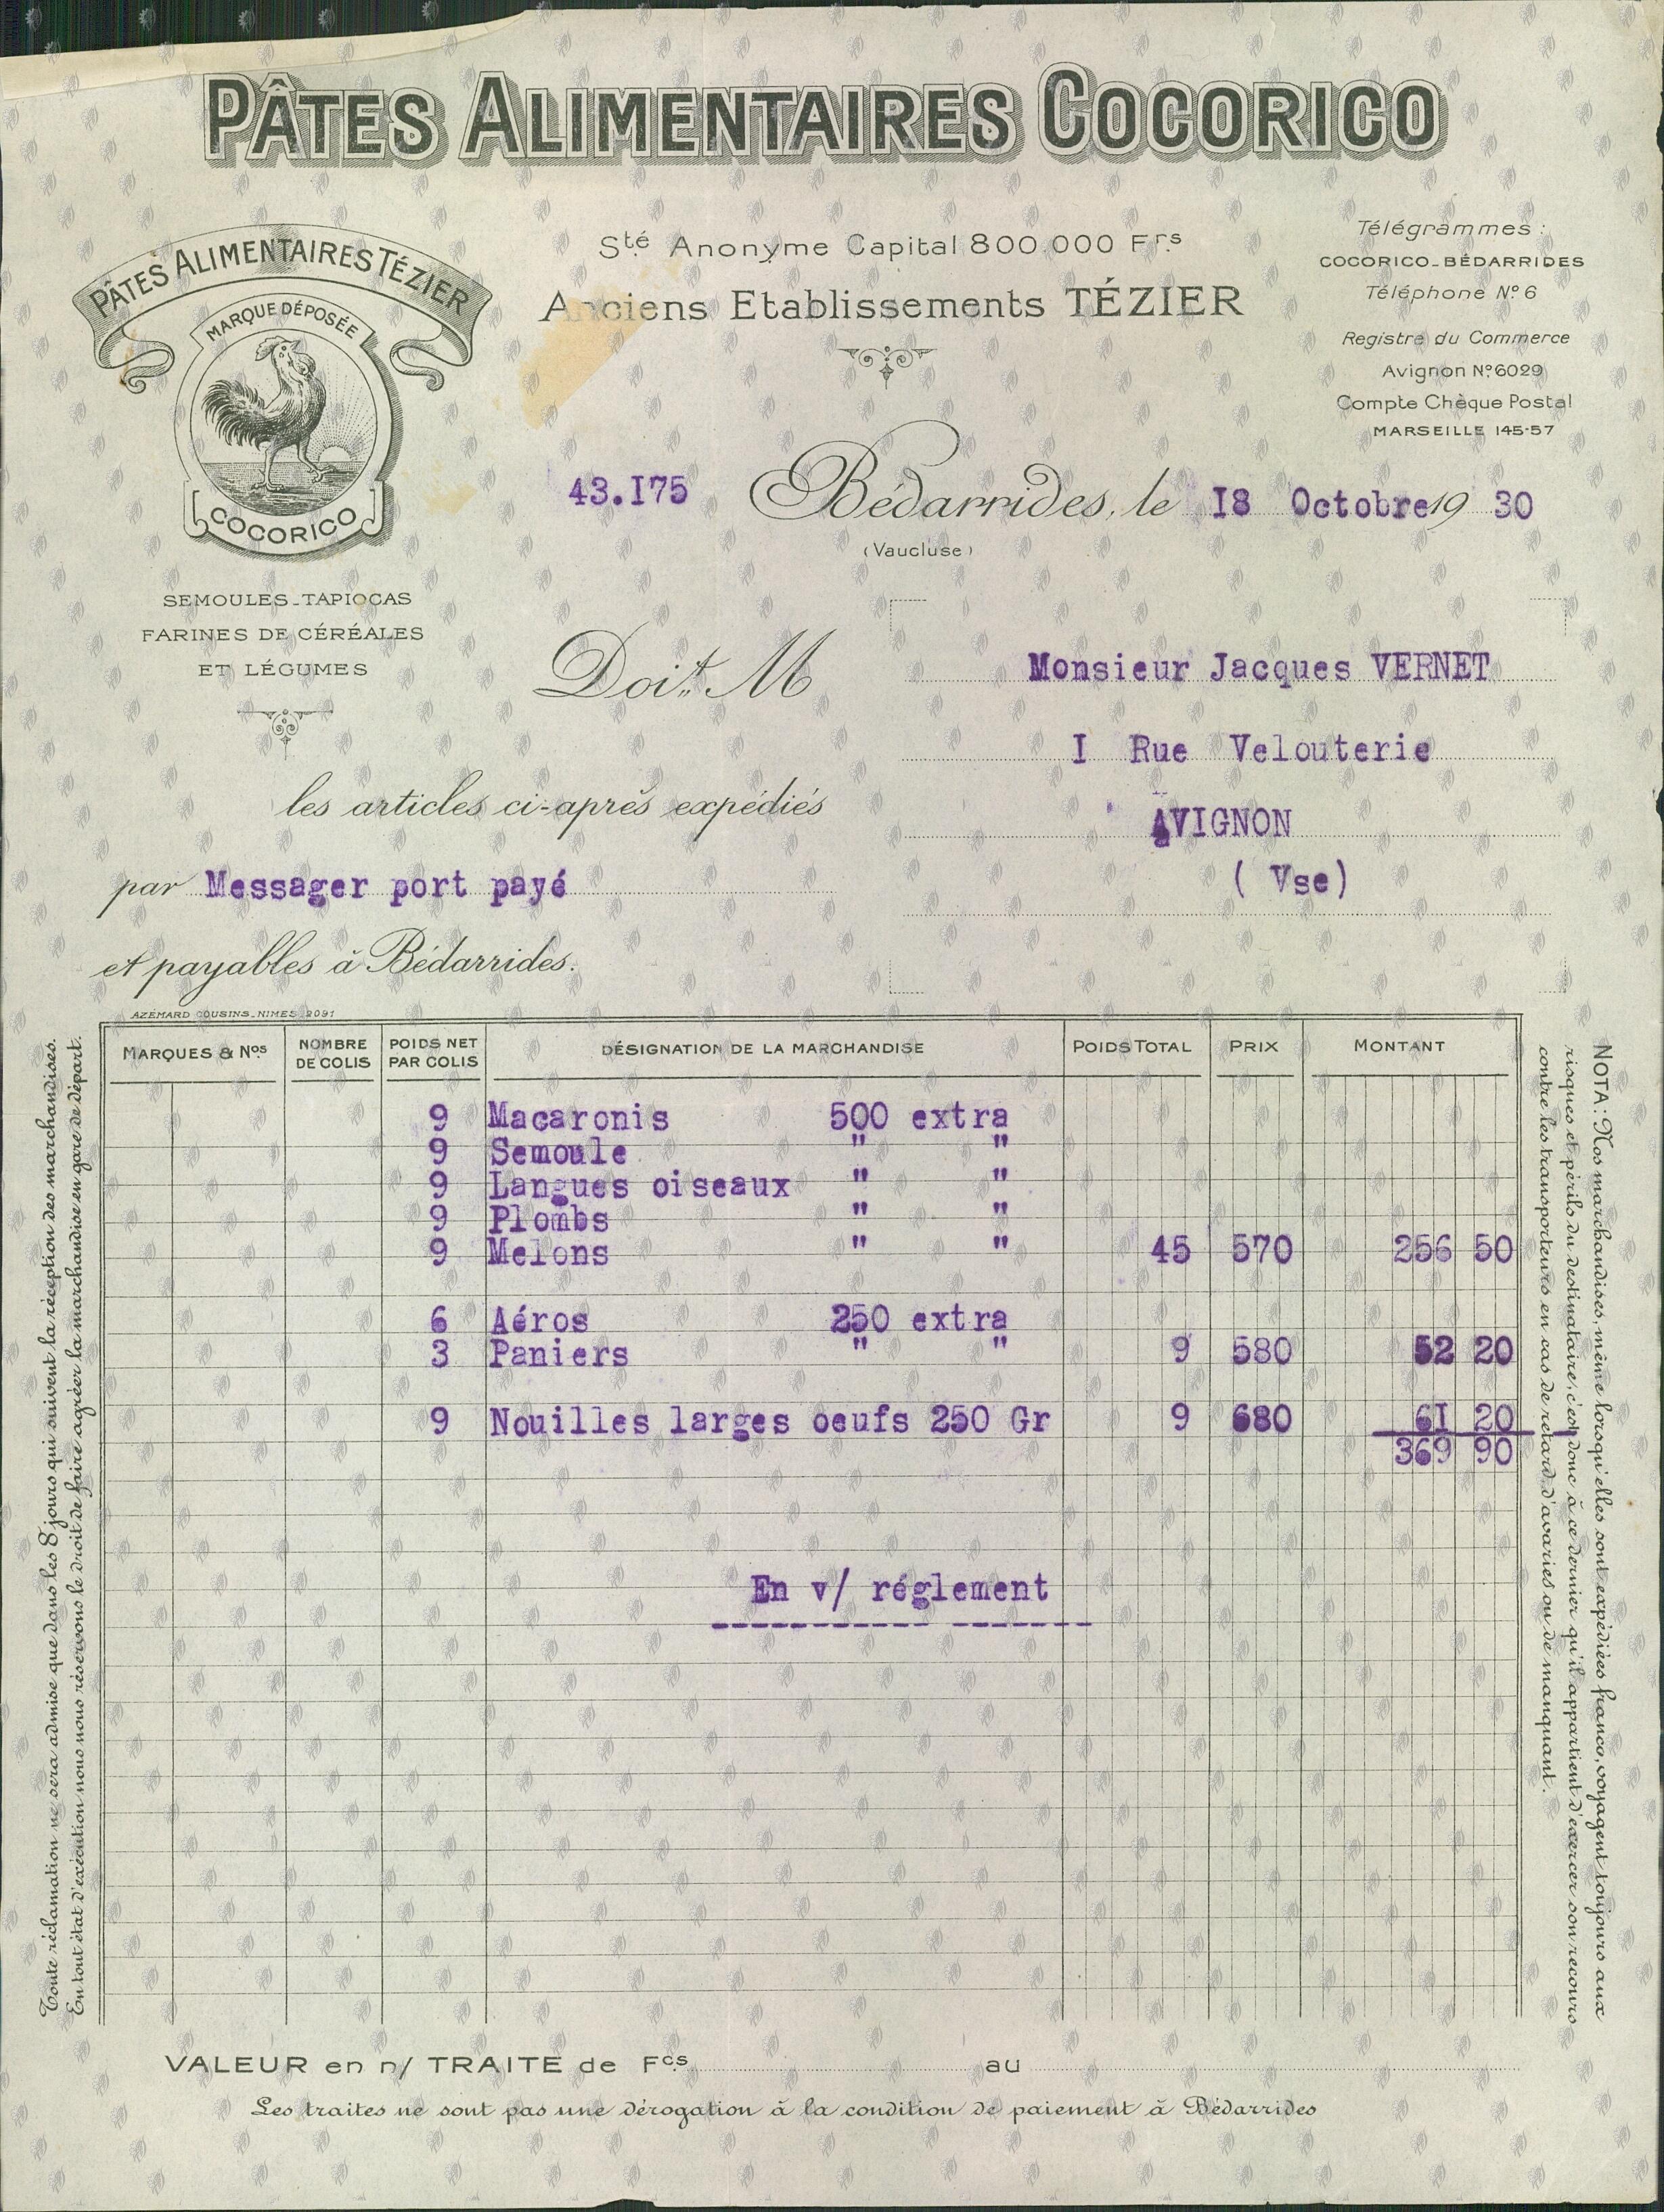 PÂTES ALIMENTAIRES COCORICO
PÂTES ALIMENTAIRES TÉZIER
MARQUE DÉPOSÉE
COCORICO
SEMOULES_TAPIOCAS
FARINES DE CÉRÉALES
ET LÉGUMES
Sté Anonyme Capital 800.000 Frs
Anciens Etablissements TÉZIER
Télégrammes :
COCORICO_BÉDARRIDES
Téléphone No 6
Registre du Commerce
Avignon No 6029
Compte Chèque Postal
MARSEILLE 145-57
43.I75 Bédarrides, le I8 Octobre 19 30
(Vaucluse)
Doit M
Monsieur Jacques VERNET
I Rue Velouterie
AVIGNON
( Vse)
les articles ci-après expédiés
par Messager port payé
et payables à Bédarrides.
AZÉMARD COUSINS_NIMES 2091
MARQUES & Nos NOMBRE DE COLIS POIDS NET PAR COLIS DÉSIGNATION DE LA MARCHANDISE POIDS TOTAL PRIX MONTANT
9 Macaronis 500 extra
9 Semoule " "
9 Langues oiseaux " "
9 Plombs " "
9 Melons " " 45 570 256 50
6 Aéros 250 extra
3 Paniers " " 9 580 52 20
9 Nouilles larges oeufs 250 Gr 9 680 6I 20
369 90
En v/ réglement
Toute réclamation ne sera admise que dans les 8 jours qui suivent la réception des marchandises.
En tout état d'exécution nous nous réservons le droit de faire agréer la marchandise en gare de départ.
NOTA: Nos marchandises, même lorsqu'elles sont expédiées franco, voyagent toujours aux
risques et périls du destinataire, c'est donc à ce dernier qu'il appartient d'exercer son recours
contre les transporteurs en cas de retard, d'avaries ou de manquant.
VALEUR en n/ TRAITE de Fcs au
Les traites ne sont pas une dérogation à la condition de paiement à Bédarrides